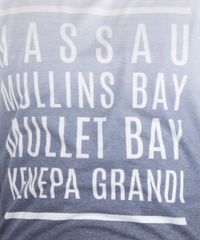 NASSAU
MULLINS BAY
MULLET BAY
KENEPA GRANDI